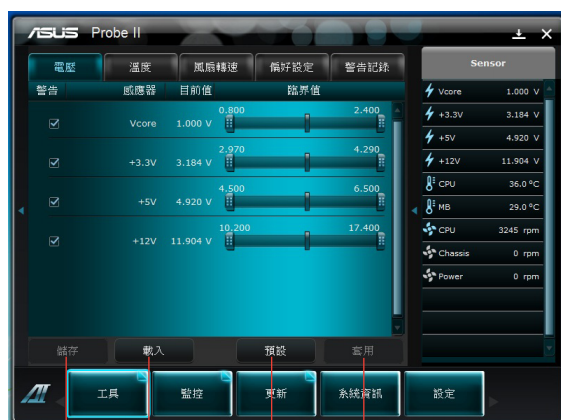 ASUS Probe II
電壓 溫度 風扇轉速 偏好設定 警告記錄
警告 感應器 目前值 臨界值
0.800 2.400
Vcore 1.000 V
2.970 4.290
+3.3V 3.184 V
4.500 6.500
+5V 4.920 V
10.200 17.400
+12V 11.904 V
儲存 載入 預設 套用
Sensor
Vcore 1.000 V
+3.3V 3.184 V
+5V 4.920 V
+12V 11.904 V
CPU 36.0 °C
MB 29.0 °C
CPU 3245 rpm
Chassis 0 rpm
Power 0 rpm
AI 工具 監控 更新 系統資訊 設定